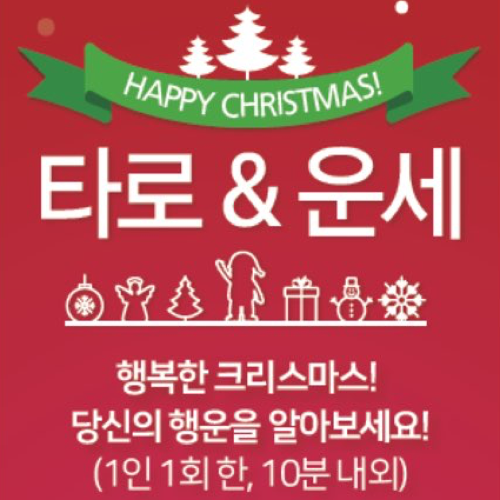 HAPPY CHRISTMAS!
타로 & 운세
행복한 크리스마스!
당신의 행운을 알아보세요!
(1인 1회 한, 10분 내외)